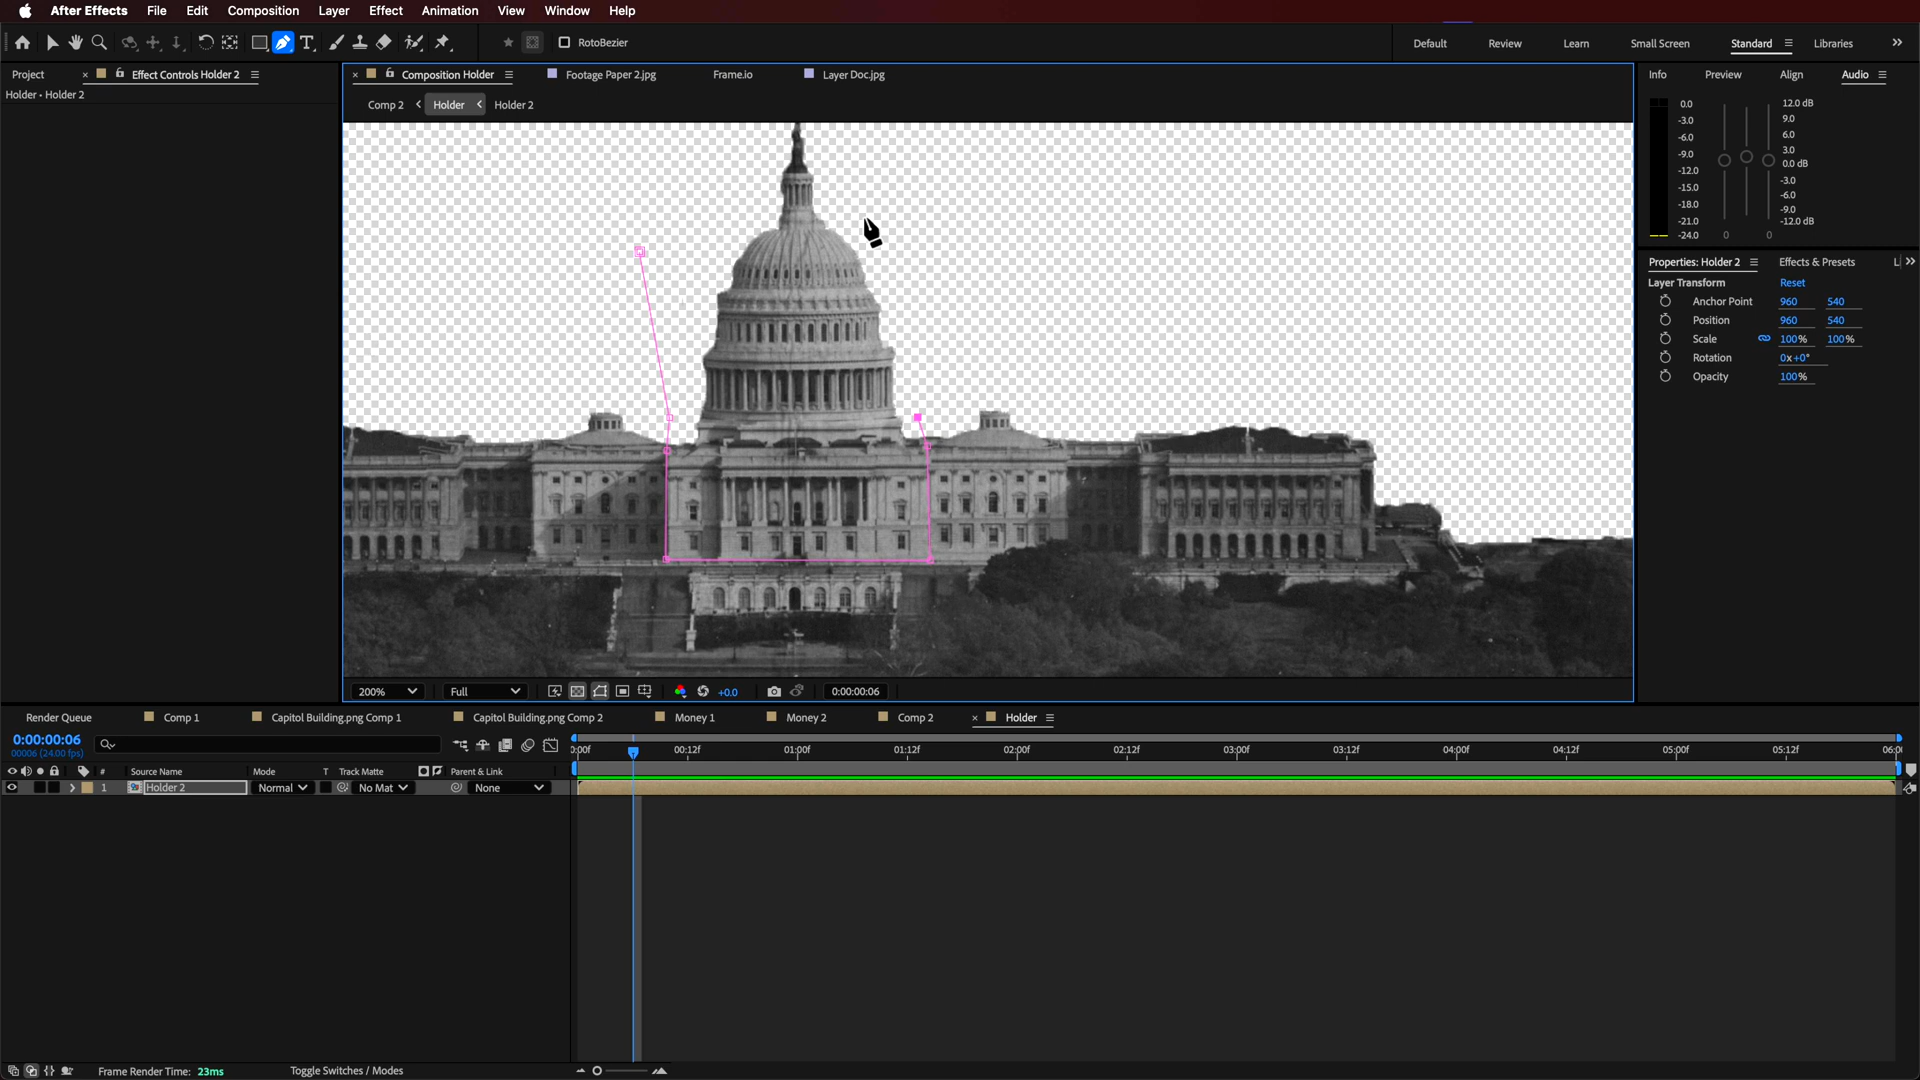 After Effects File Edit Composition Layer Effect Animation View Window Help
RotoBezier
Default Review Learn Small Screen Standard Libraries
Project
Effect Controls Holder 2
Holder • Holder 2
Composition Holder
Footage Paper 2.jpg
Frame.io
Layer Doc.jpg
Comp 2 Holder Holder 2
Info Preview Align Audio
0.0
-3.0
-6.0
-9.0
-12.0
-15.0
-18.0
-21.0
-24.0
0 0
12.0 dB
9.0
6.0
3.0
0.0 dB
-3.0
-6.0
-9.0
-12.0 dB
Properties: Holder 2 Effects & Presets L
Layer Transform Reset
Anchor Point 960 540
Position 960 540
Scale 100% 100%
Rotation 0x+0°
Opacity 100%
200% Full +0.0 0:00:00:06
Render Queue Comp 1 Capitol Building.png Comp 1 Capitol Building.png Comp 2 Money 1 Money 2 Comp 2 Holder
0:00:00:06
00006 (24.00 fps)
0:00f 00:12f 01:00f 01:12f 02:00f 02:12f 03:00f 03:12f 04:00f 04:12f 05:00f 05:12f 06:00
# Source Name Mode T Track Matte Parent & Link
1 Holder 2 Normal No Mat None
Frame Render Time: 23ms Toggle Switches / Modes